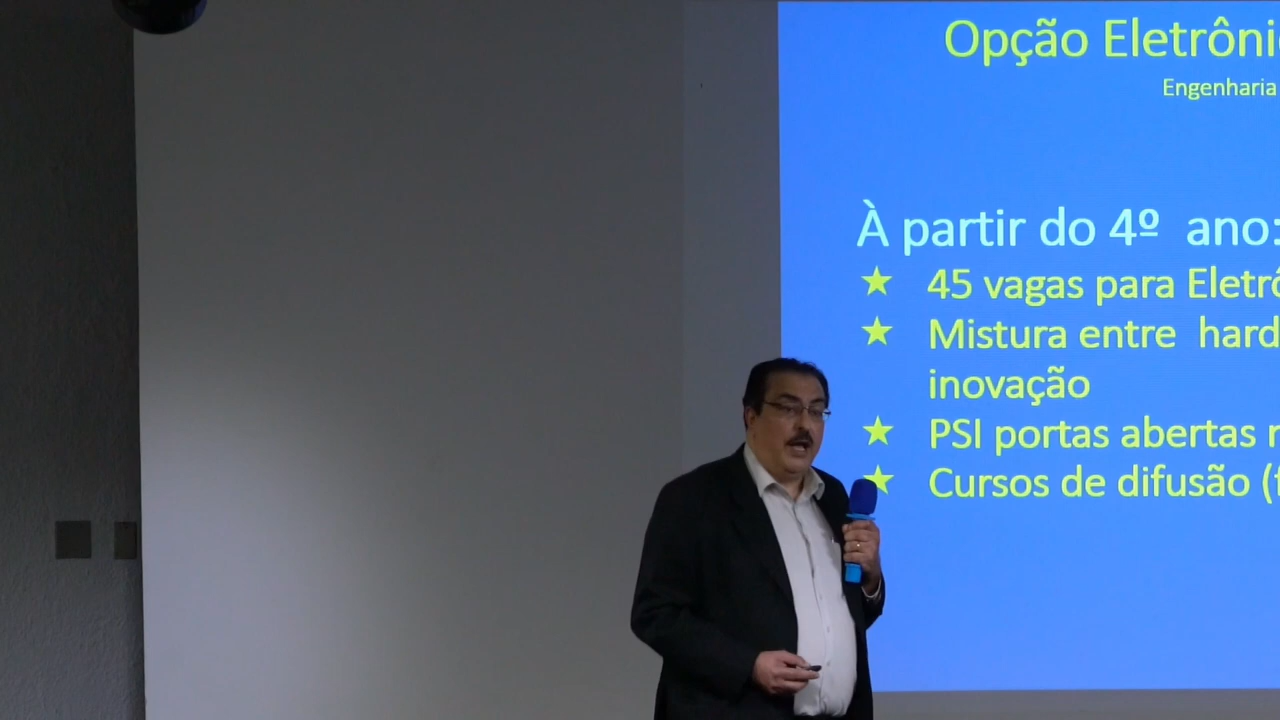 Opção Eletrôni
Engenharia
À partir do 4º ano:
★ 45 vagas para Eletrô
★ Mistura entre hard
inovação
★ PSI portas abertas
★ Cursos de difusão (